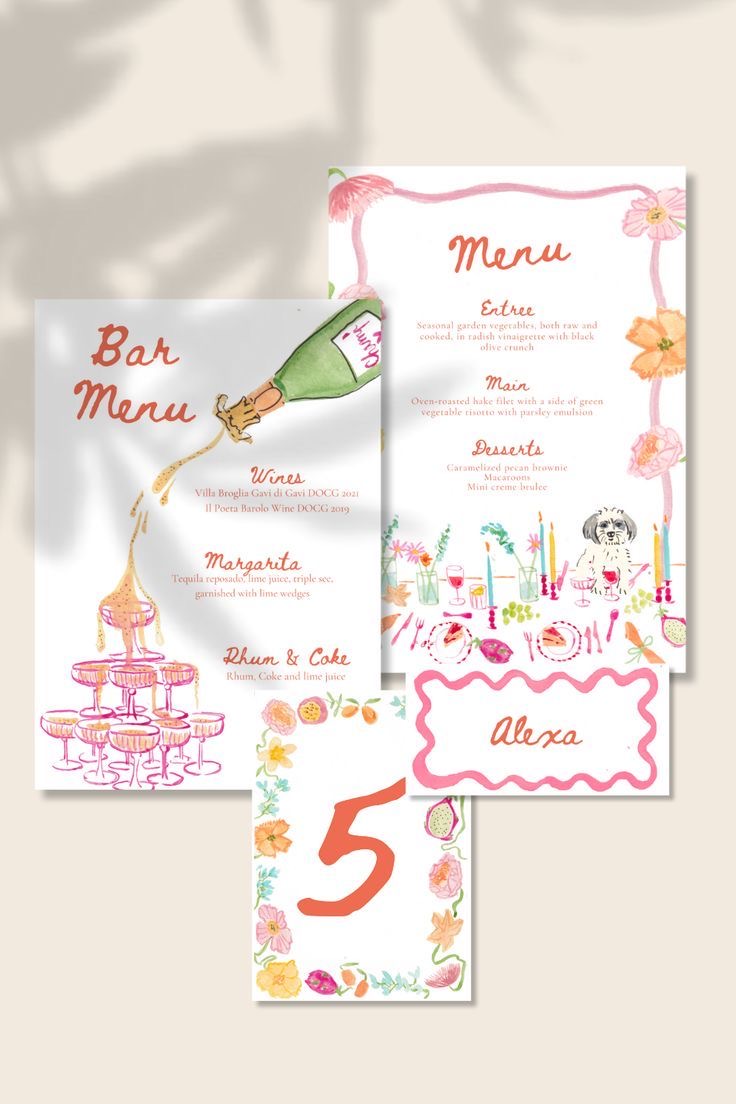 Menu
Entree
Seasonal garden vegetables, both raw and
cooked, in radish vinaigrette with black
olive crunch
Main
Oven-roasted hake filet with a side of green
vegetable risotto with parsley emulsion
Desserts
Caramelized pecan brownie
Macaroons
Mini creme brulee
Bar
Menu
Wines
Villa Broglia Gavi di Gavi DOCG 2021
Il Poeta Barolo Wine DOCG 2019
Margarita
Tequila reposado, lime juice, triple sec,
garnished with lime wedges
Rhum & Coke
Rhum, Coke and lime juice
Alexa
5